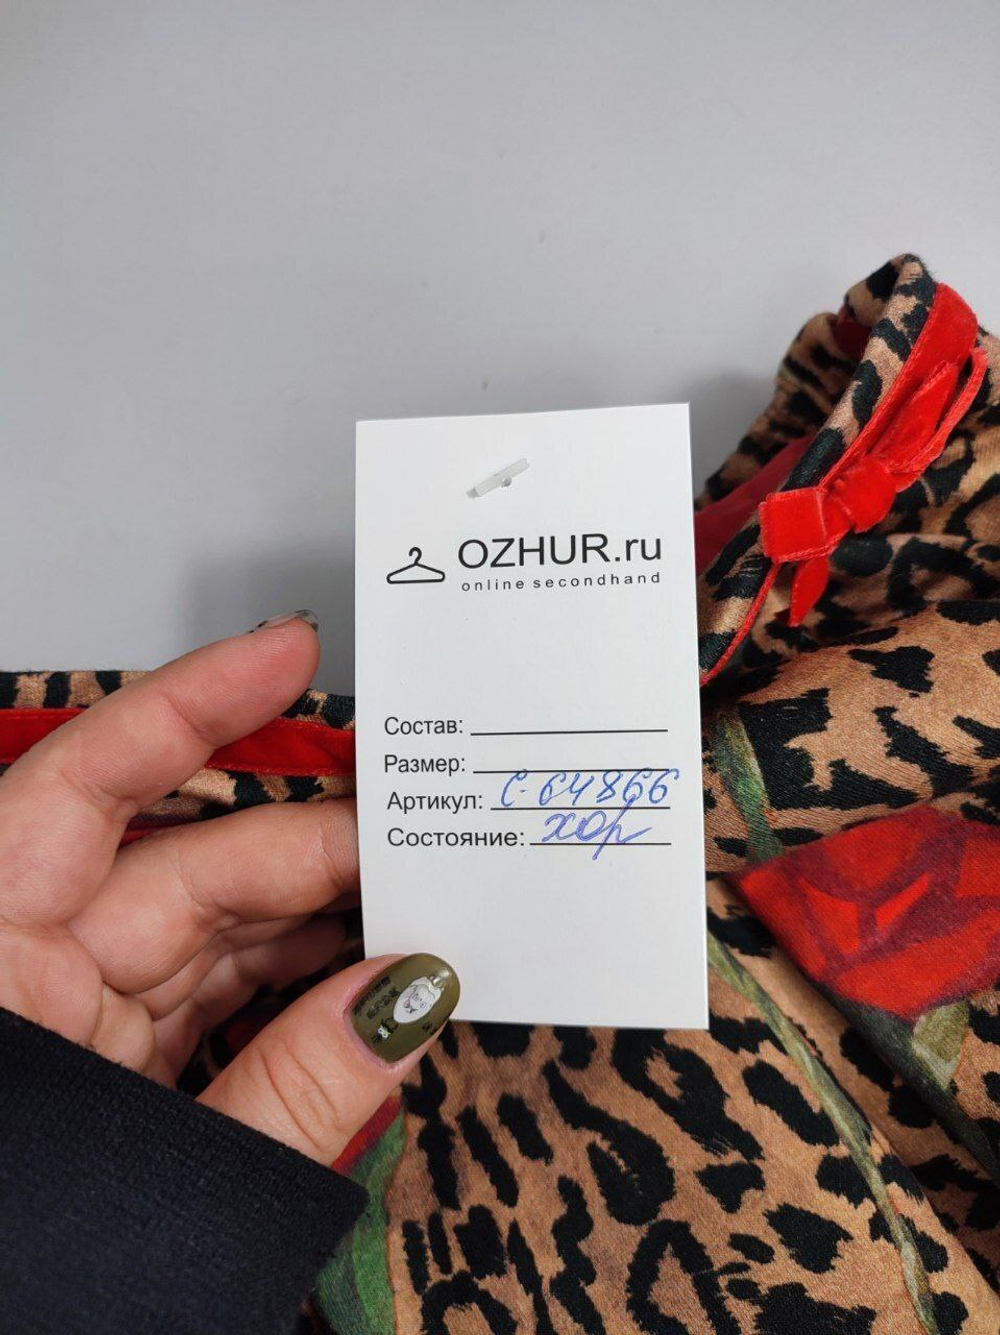 OZHUR.ru
online secondhand
Состав:
Размер:
Артикул: С-64866
Состояние: хор